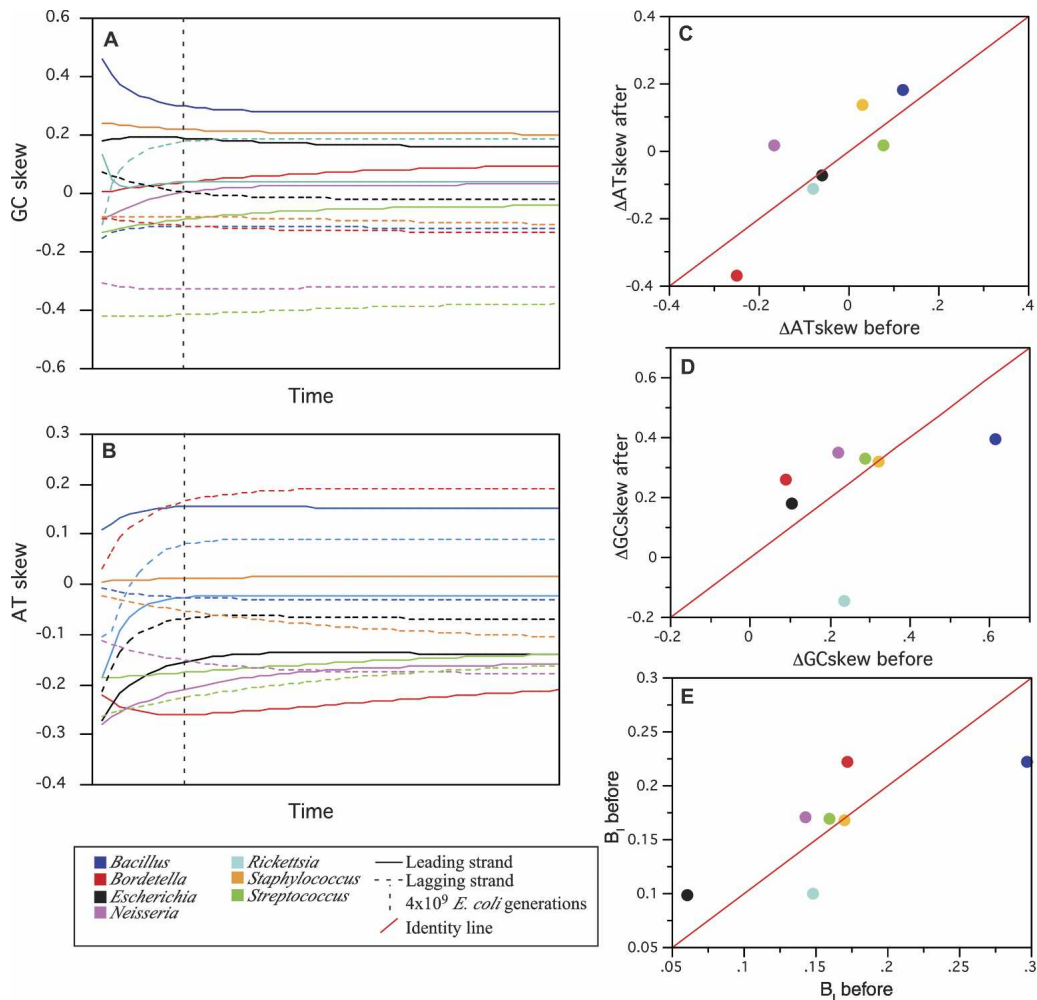 A
0.6
0.4
0.2
0
-0.2
-0.4
-0.6
GC skew
Time
B
0.3
0.2
0.1
0
-0.1
-0.2
-0.3
-0.4
AT skew
Time
Bacillus
Bordetella
Escherichia
Neisseria
Rickettsia
Staphylococcus
Streptococcus
Leading strand
Lagging strand
4x10⁹ E. coli generations
Identity line
C
0.4
0.2
0
-0.2
-0.4
ΔATskew after
-0.4 -0.2 0 .2 .4
ΔATskew before
D
0.6
0.4
0.2
0
-0.2
ΔGCskew after
-0.2 0 .2 .4 .6
ΔGCskew before
E
0.3
0.25
0.2
0.15
0.1
0.05
B_I before
0.05 .1 .15 .2 .25 .3
B_I before